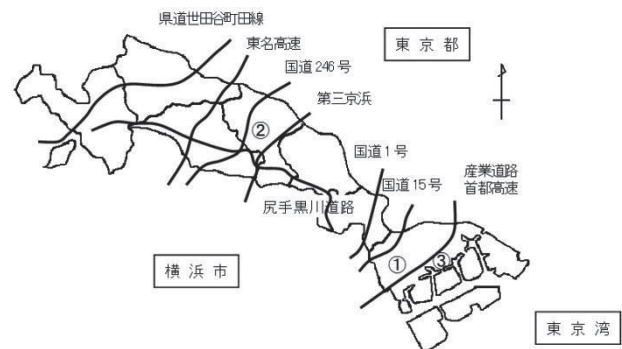 県道世田谷町田線
東名高速
東京都
国道246号
第三京浜
②
国道1号
国道15号
産業道路
首都高速
尻手黒川道路
①
③
横浜市
東京湾